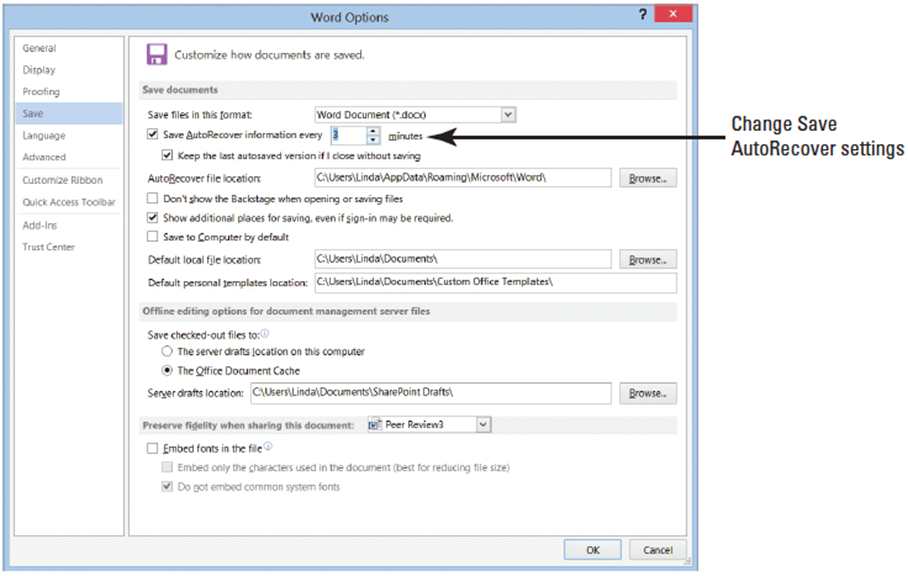 Word Options
?
General
Display
Proofing
Save
Language
Advanced
Customize Ribbon
Quick Access Toolbar
Add-Ins
Trust Center
Customize how documents are saved.
Save documents
Save files in this format: Word Document (*.docx)
Save AutoRecover information every 3 minutes
Keep the last autosaved version if I close without saving
AutoRecover file location: C:\Users\Linda\AppData\Roaming\Microsoft\Word\ Browse...
Don't show the Backstage when opening or saving files
Show additional places for saving, even if sign-in may be required.
Save to Computer by default
Default local file location: C:\Users\Linda\Documents\ Browse...
Default personal templates location: C:\Users\Linda\Documents\Custom Office Templates\
Offline editing options for document management server files
Save checked-out files to:
The server drafts location on this computer
The Office Document Cache
Server drafts location: C:\Users\Linda\Documents\SharePoint Drafts\ Browse...
Preserve fidelity when sharing this document: Peer Review3
Embed fonts in the file
Embed only the characters used in the document (best for reducing file size)
Do not embed common system fonts
OK Cancel
Change Save
AutoRecover settings